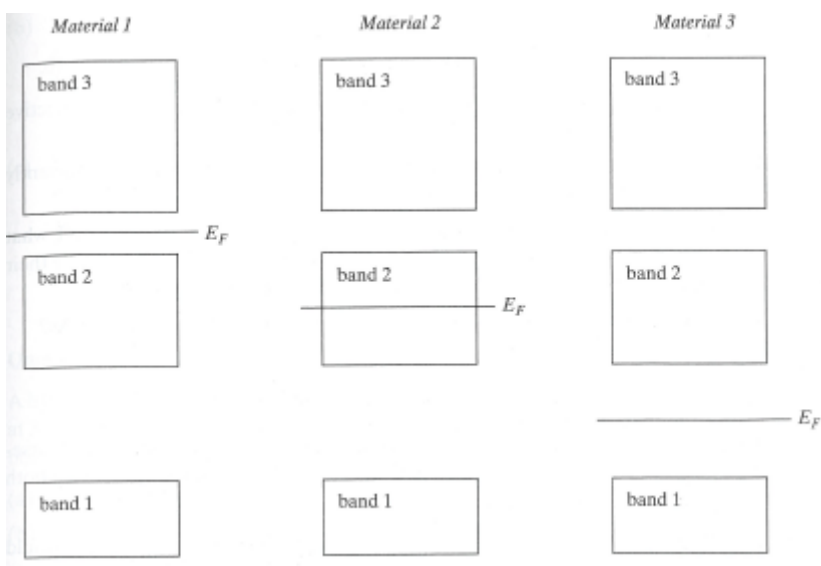 Material 1
Material 2
Material 3
band 3
band 3
band 3
E_F
band 2
band 2
band 2
E_F
E_F
band 1
band 1
band 1